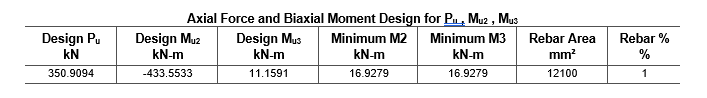 Axial Force and Biaxial Moment Design for Pu , Mu2 , Mu3
Design Pu Design Mu2 Design Mu3 Minimum M2 Minimum M3 Rebar Area Rebar %
kN kN-m kN-m kN-m kN-m mm² %
350.9094 -433.5533 11.1591 16.9279 16.9279 12100 1